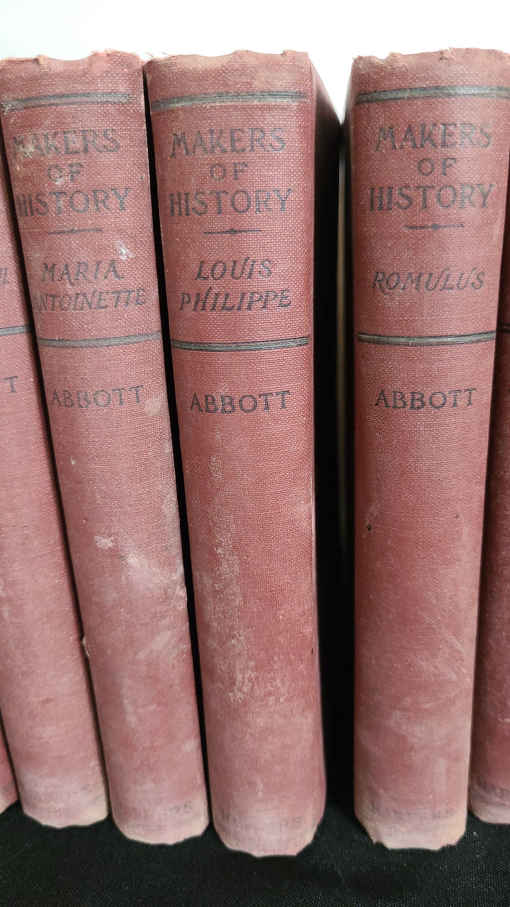 T
MAKERS
OF
HISTORY
MARIA
ANTOINETTE
ABBOTT
MAKERS
OF
HISTORY
LOUIS
PHILIPPE
ABBOTT
MAKERS
OF
HISTORY
ROMULUS
ABBOTT